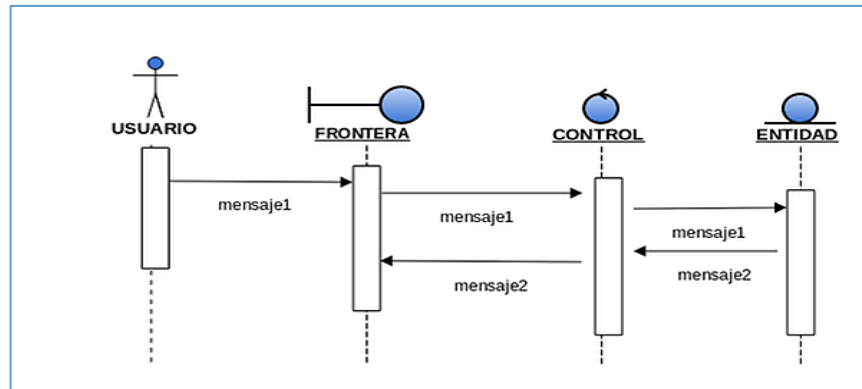 USUARIO
FRONTERA
CONTROL
ENTIDAD
mensaje1
mensaje1
mensaje1
mensaje2
mensaje2